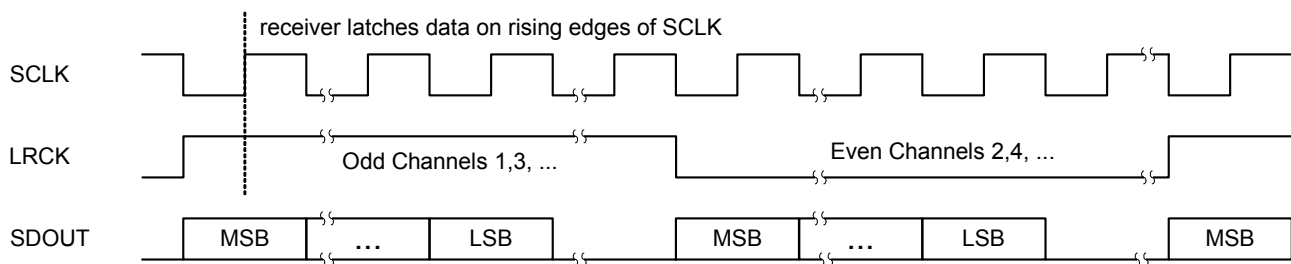 receiver latches data on rising edges of SCLK
SCLK
LRCK
Odd Channels 1,3, ...
Even Channels 2,4, ...
SDOUT
MSB
...
LSB
MSB
...
LSB
MSB